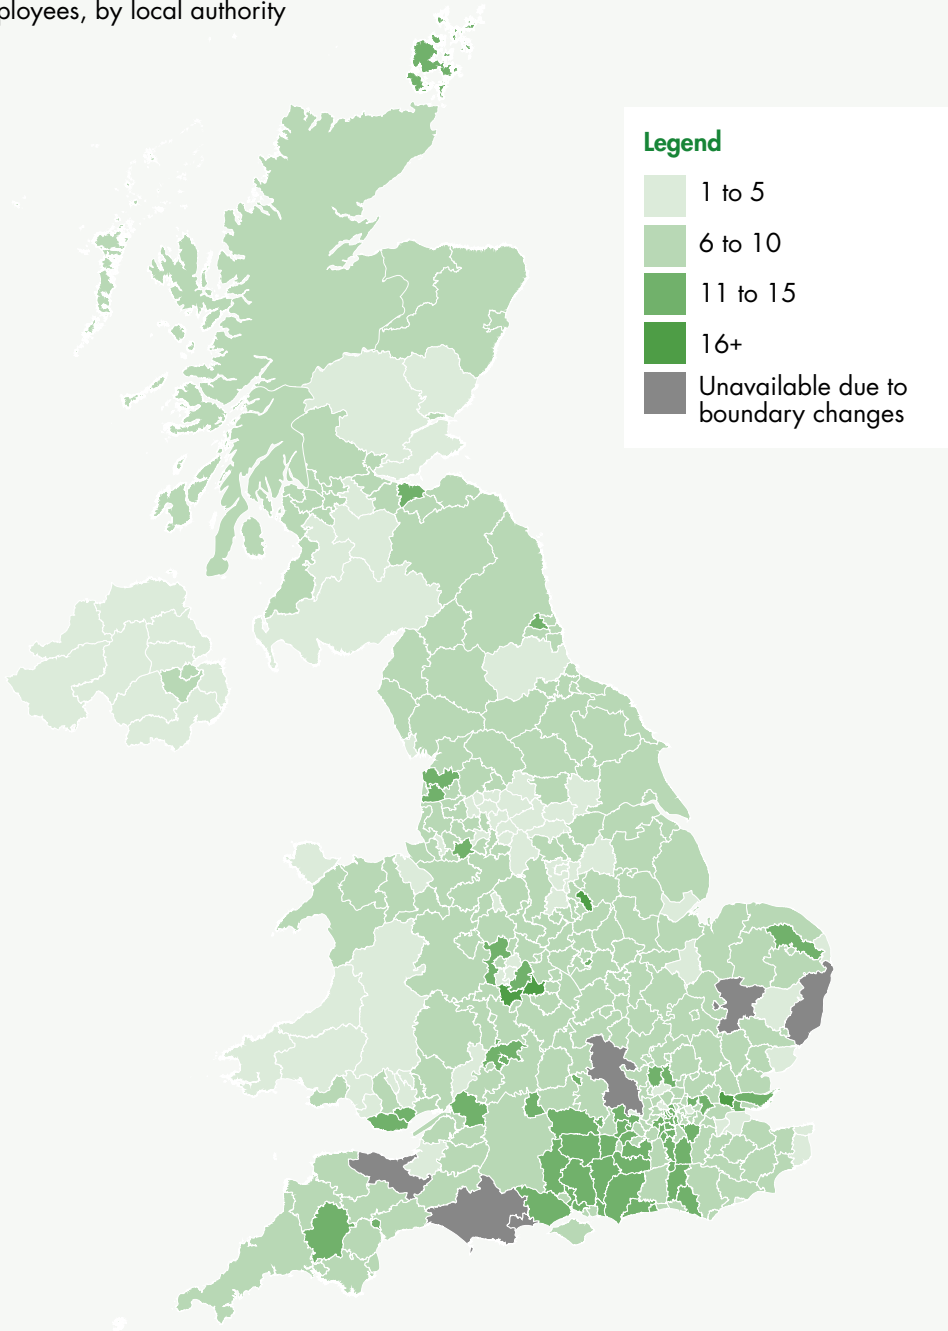 ployees, by local authority
Legend
1 to 5
6 to 10
11 to 15
16+
Unavailable due to
boundary changes